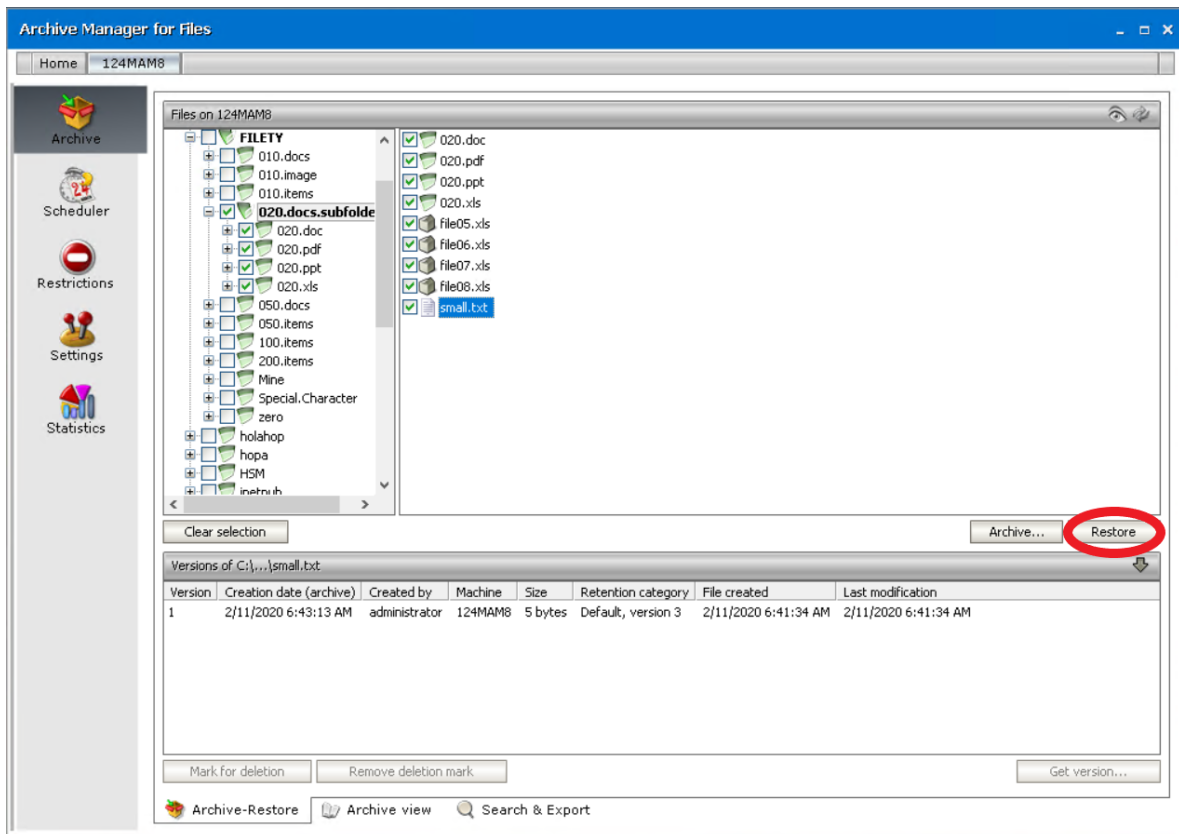 Archive Manager for Files
Home 124MAM8
Archive
Scheduler
24
Restrictions
Settings
Statistics
Files on 124MAM8
FILETY
010.docs
010.image
010.items
020.docs.subfolde
020.doc
020.pdf
020.ppt
020.xls
050.docs
050.items
100.items
200.items
Mine
Special.Character
zero
holahop
hopa
HSM
inetpub
020.doc
020.pdf
020.ppt
020.xls
file05.xls
file06.xls
file07.xls
file08.xls
small.txt
Clear selection Archive... Restore
Versions of C:\...\small.txt
Version Creation date (archive) Created by Machine Size Retention category File created Last modification
1 2/11/2020 6:43:13 AM administrator 124MAM8 5 bytes Default, version 3 2/11/2020 6:41:34 AM 2/11/2020 6:41:34 AM
Mark for deletion Remove deletion mark Get version...
Archive-Restore Archive view Search & Export